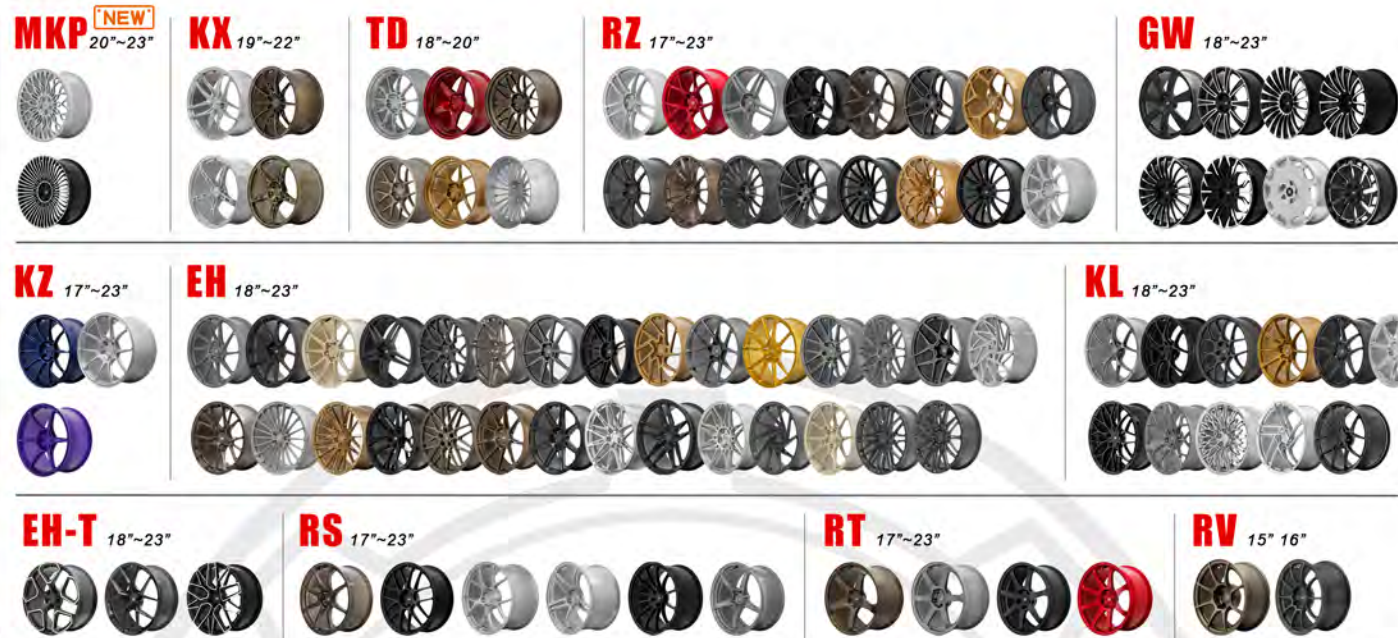 MKP NEW 20”~23”
KX 19”~22”
TD 18”~20”
RZ 17”~23”
GW 18”~23”
KZ 17”~23”
EH 18”~23”
KL 18”~23”
EH-T 18”~23”
RS 17”~23”
RT 17”~23”
RV 15” 16”